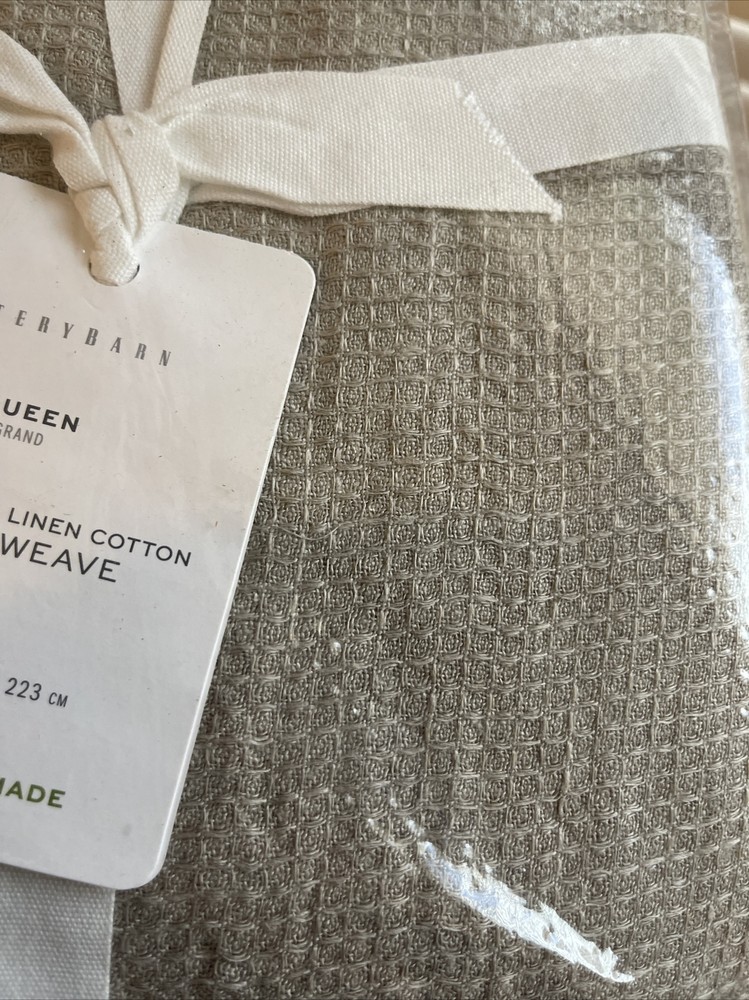 TERYBARN
UEEN
GRAND
LINEN COTTON
WEAVE
223 CM
MADE